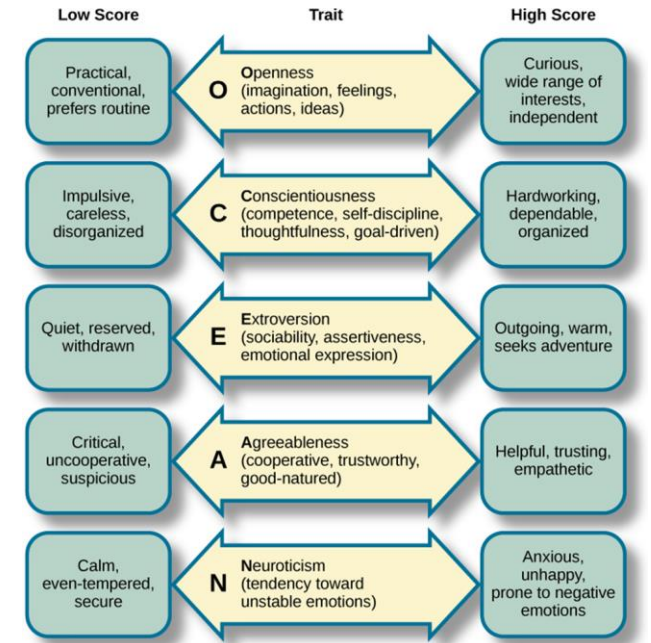 Low Score
Trait
High Score
Practical,
conventional,
prefers routine
O
Openness
(imagination, feelings,
actions, ideas)
Curious,
wide range of
interests,
independent
Impulsive,
careless,
disorganized
C
Conscientiousness
(competence, self-discipline,
thoughtfulness, goal-driven)
Hardworking,
dependable,
organized
Quiet, reserved,
withdrawn
E
Extroversion
(sociability, assertiveness,
emotional expression)
Outgoing, warm,
seeks adventure
Critical,
uncooperative,
suspicious
A
Agreeableness
(cooperative, trustworthy,
good-natured)
Helpful, trusting,
empathetic
Calm,
even-tempered,
secure
N
Neuroticism
(tendency toward
unstable emotions)
Anxious,
unhappy,
prone to negative
emotions